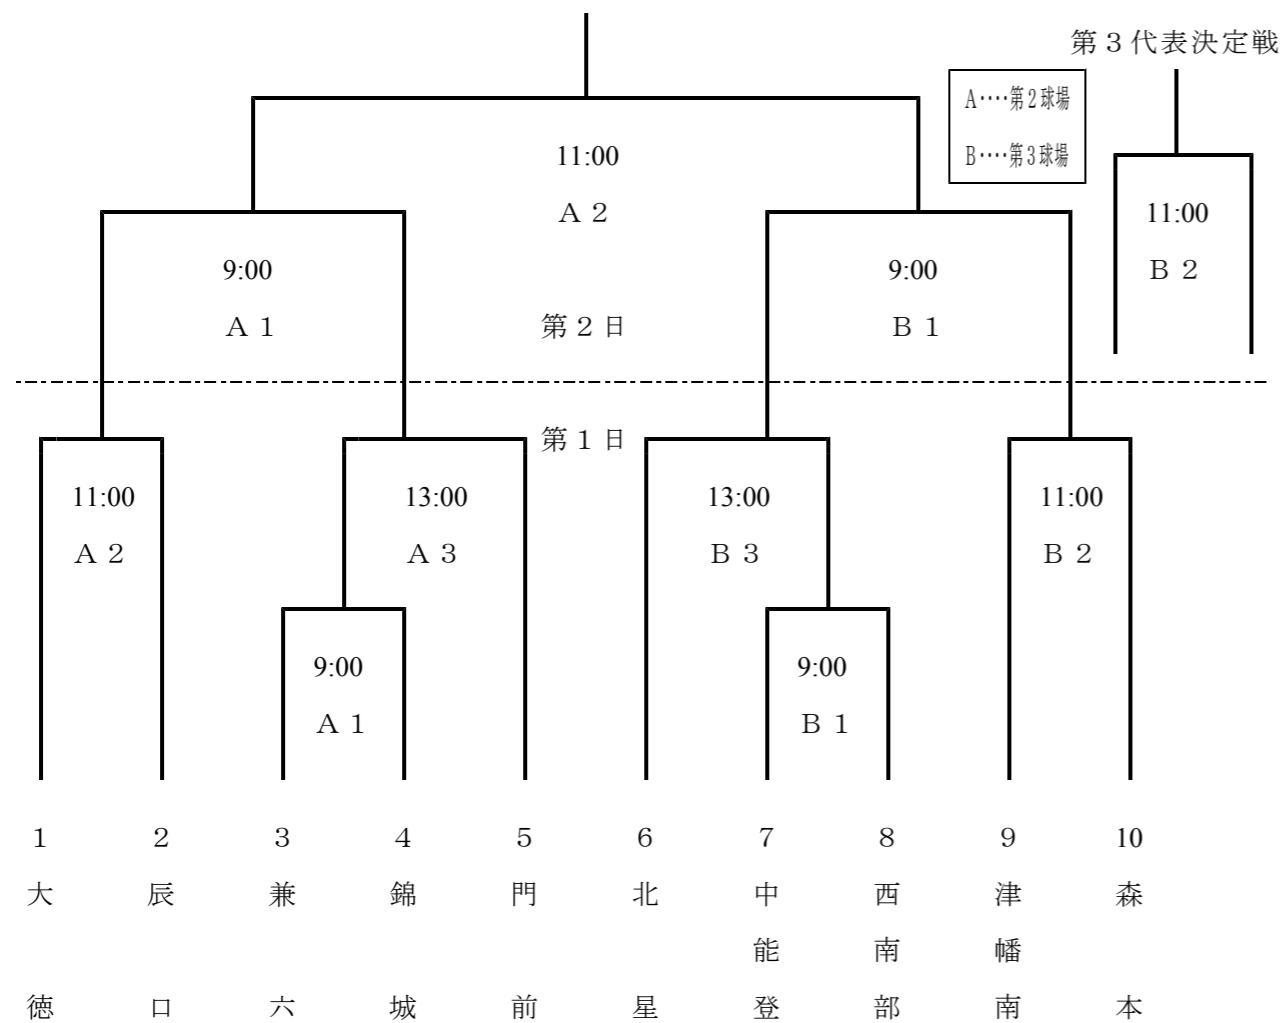 第３代表決定戦
A‥‥第2球場
B‥‥第3球場
11:00
Ａ２
11:00
Ｂ２
9:00
Ａ１
第２日
9:00
Ｂ１
第１日
11:00
Ａ２
13:00
Ａ３
13:00
Ｂ３
11:00
Ｂ２
9:00
Ａ１
9:00
Ｂ１
1 大徳
2 辰口
3 兼六
4 錦城
5 門前
6 北星
7 中能登
8 西南部
9 津幡南
10 森本